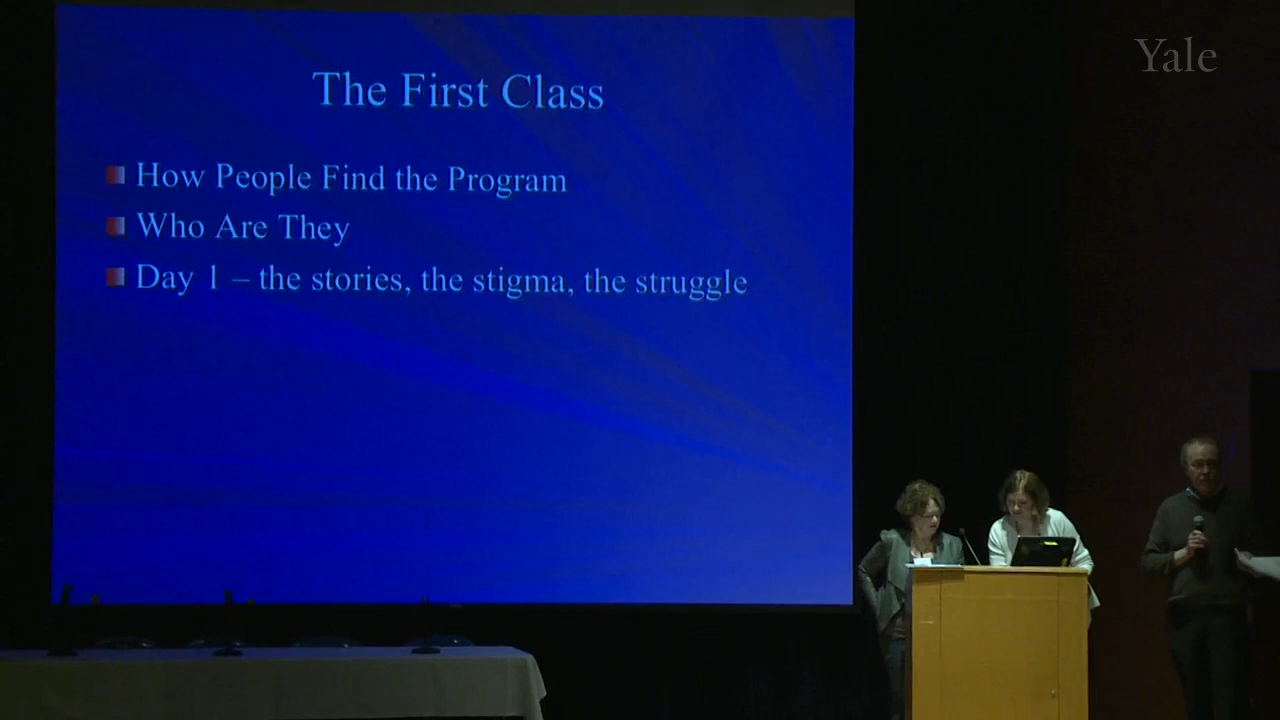 Yale
The First Class
How People Find the Program
Who Are They
Day 1 – the stories, the stigma, the struggle